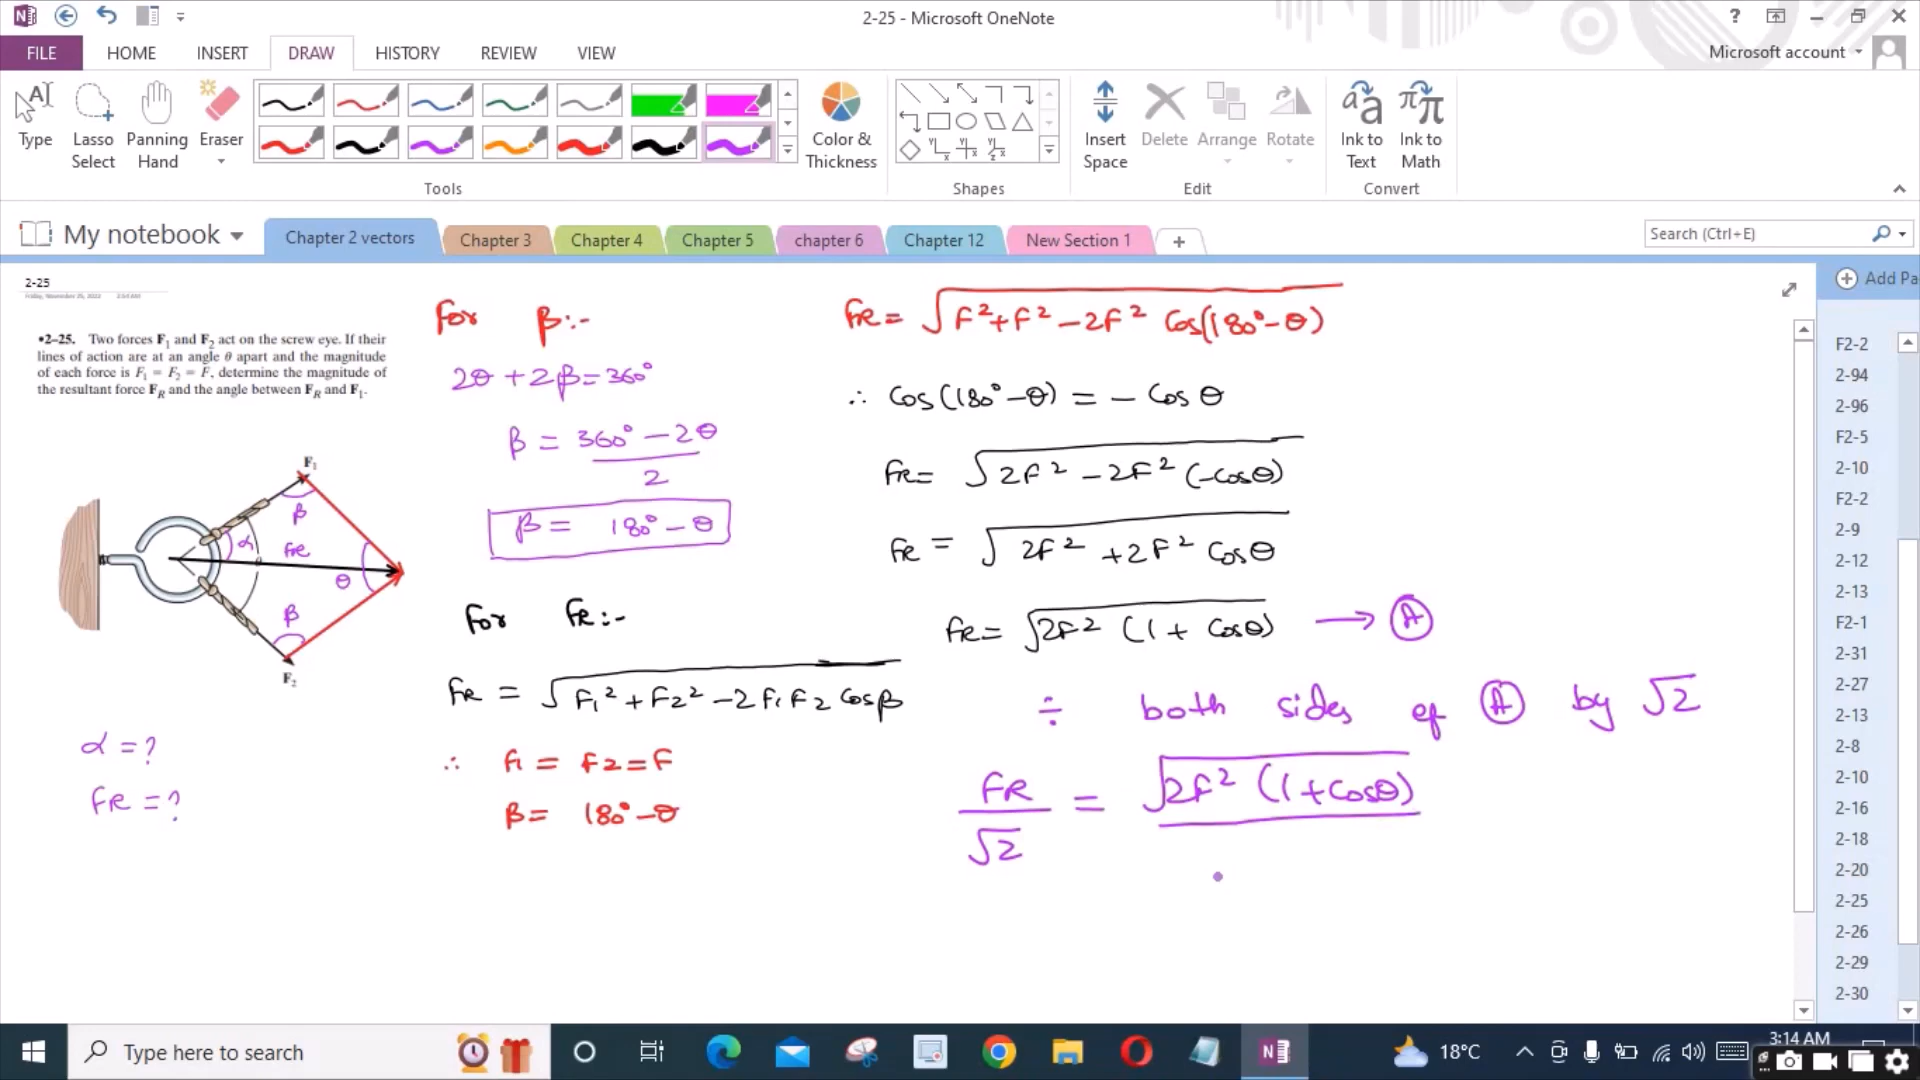 2-25 - Microsoft OneNote
FILE HOME INSERT DRAW HISTORY REVIEW VIEW
Microsoft account
Type
Lasso Select
Panning Hand
Eraser
Color & Thickness
Insert Space
Delete
Arrange
Rotate
Ink to Text
Ink to Math
Tools
Shapes
Edit
Convert
My notebook
Chapter 2 vectors
Chapter 3
Chapter 4
Chapter 5
chapter 6
Chapter 12
New Section 1
Search (Ctrl+E)
2-25
Friday, November 25, 2022 3:04 AM
•2–25. Two forces F1 and F2 act on the screw eye. If their
lines of action are at an angle θ apart and the magnitude
of each force is F1 = F2 = F, determine the magnitude of
the resultant force FR and the angle between FR and F1.
F1
β
α
FR
θ
β
F2
α = ?
FR = ?
For β:-
2θ + 2β = 360°
β = 360° – 2θ
2
β = 180° – θ
For FR:-
FR = √F1² + F2² – 2F1F2 Cosβ
∴ F1 = F2 = F
β = 180° – θ
FR = √F² + F² – 2F² Cos(180° – θ)
∴ Cos(180° – θ) = – Cos θ
FR = √2F² – 2F² (–Cosθ)
FR = √2F² + 2F² Cosθ
FR = √2F² (1 + Cosθ) → A
÷ both sides of A by √2
FR = √2F² (1 + Cosθ)
√2
Add Pa
F2-2
2-94
2-96
F2-5
2-10
F2-2
2-9
2-12
2-13
F2-1
2-31
2-27
2-13
2-8
2-10
2-16
2-18
2-20
2-25
2-26
2-29
2-30
Type here to search
18°C
3:14 AM